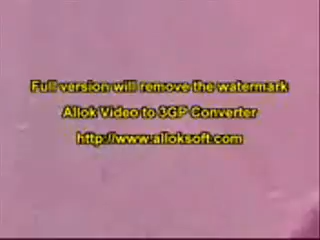 Full version will remove the watermark
Allok Video to 3GP Converter
http://www.alloksoft.com